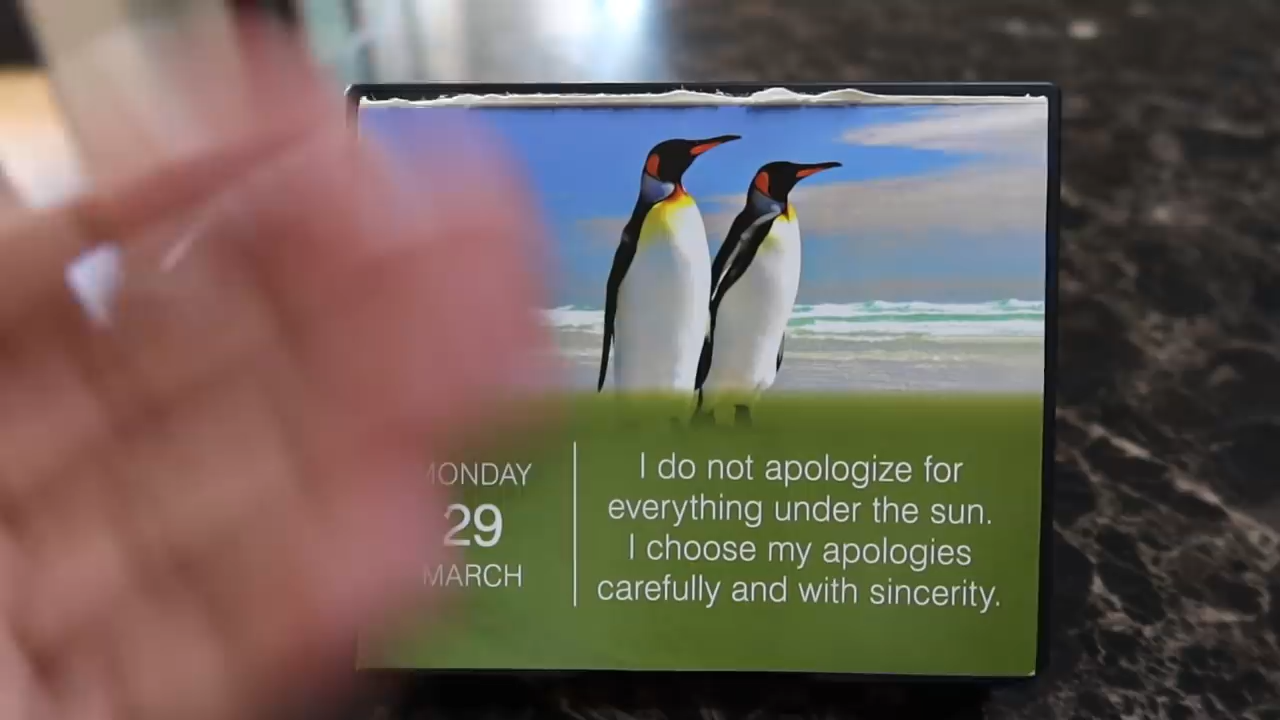 MONDAY
29
MARCH
I do not apologize for
everything under the sun.
I choose my apologies
carefully and with sincerity.